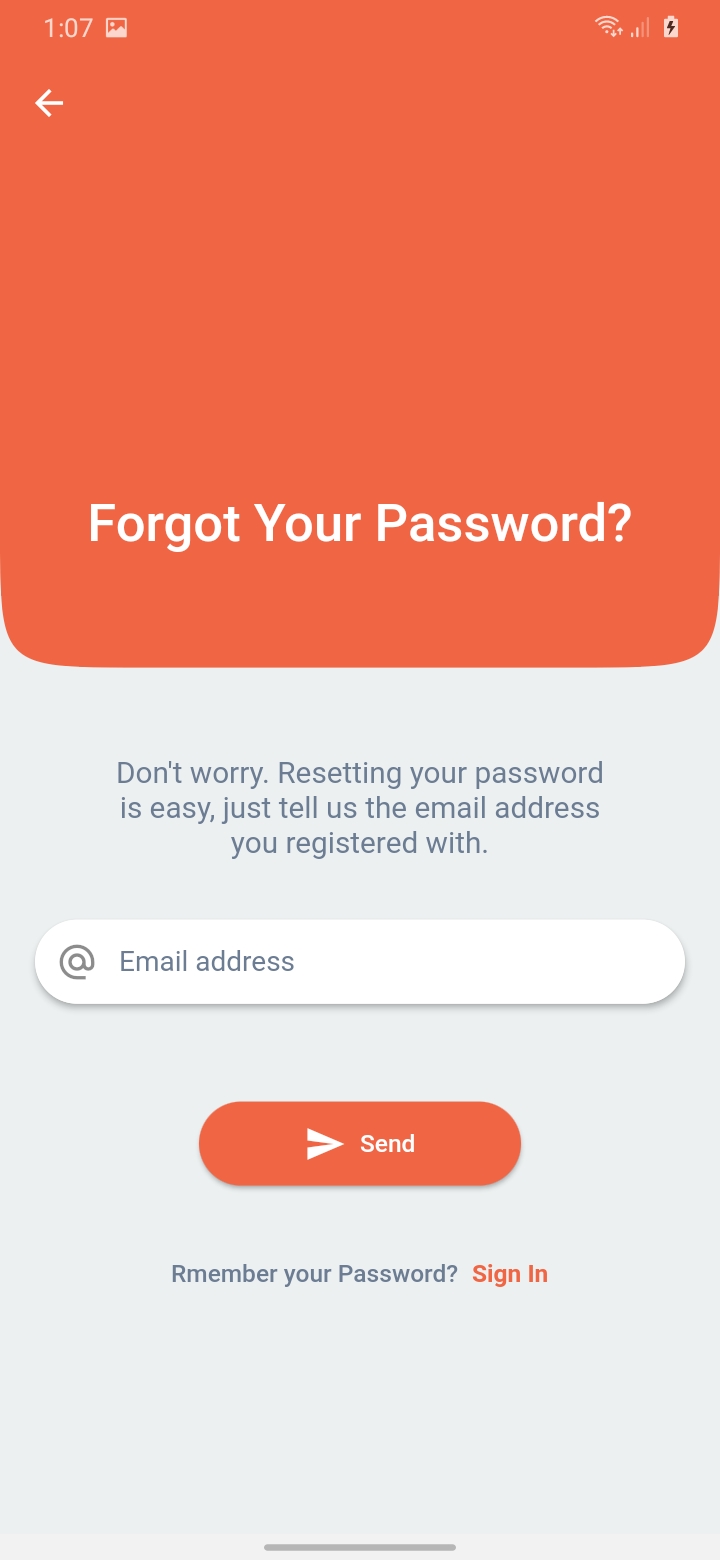 1:07
Forgot Your Password?
Don't worry. Resetting your password
is easy, just tell us the email address
you registered with.
Email address
Send
Rmember your Password? Sign In